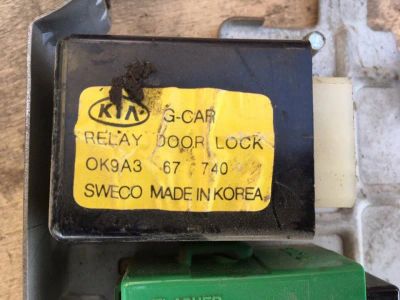 KIA G-CAR
RELAY DOOR LOCK
OK9A3 67 740
SWECO MADE IN KOREA